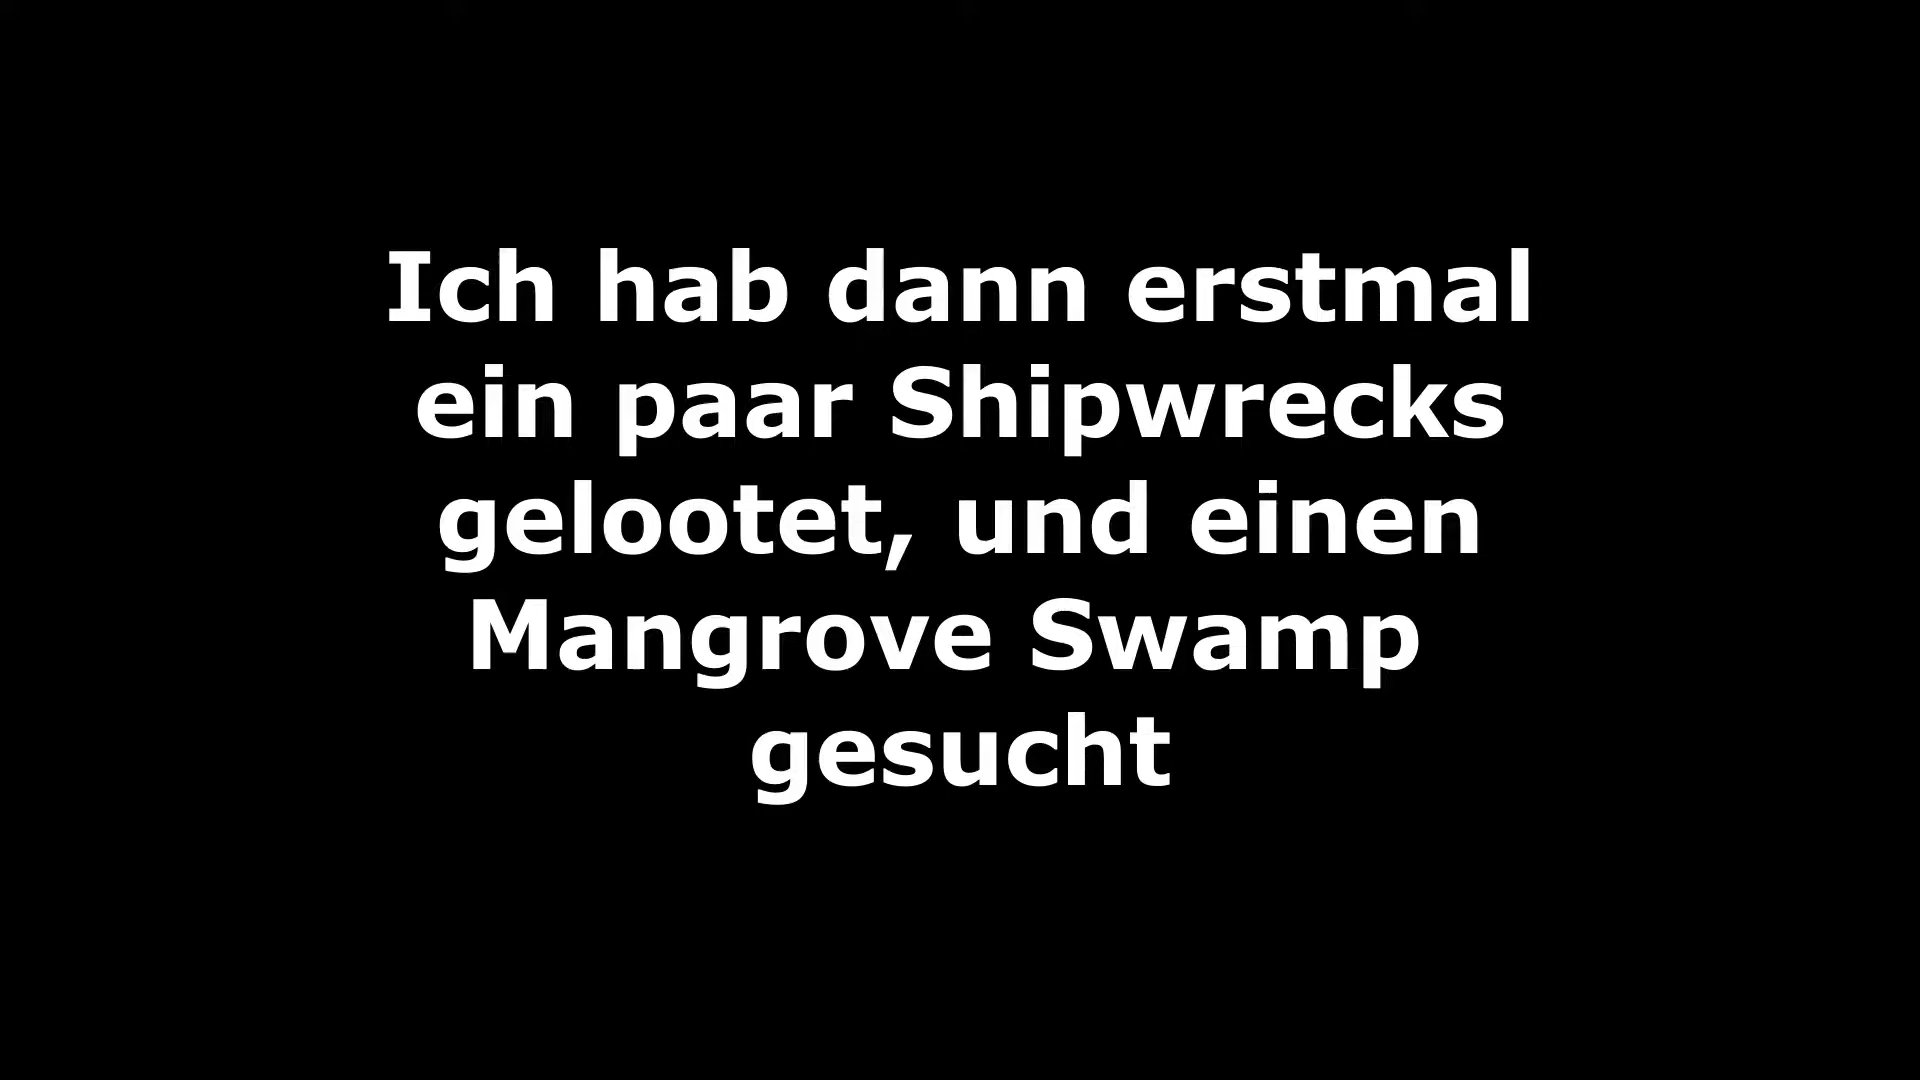 Ich hab dann erstmal
ein paar Shipwrecks
gelootet, und einen
Mangrove Swamp
gesucht